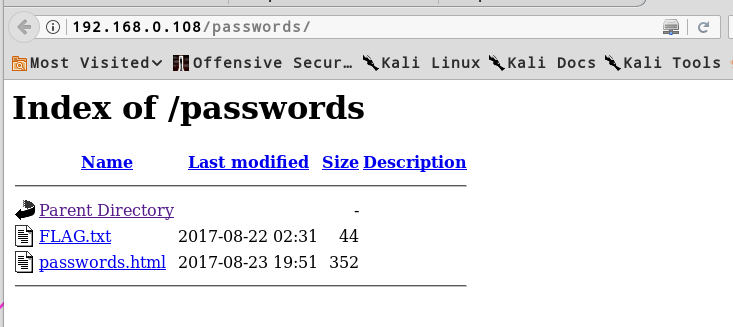 192.168.0.108/passwords/
Most Visited Offensive Secur... Kali Linux Kali Docs Kali Tools
Index of /passwords
Name Last modified Size Description
Parent Directory -
FLAG.txt 2017-08-22 02:31 44
passwords.html 2017-08-23 19:51 352